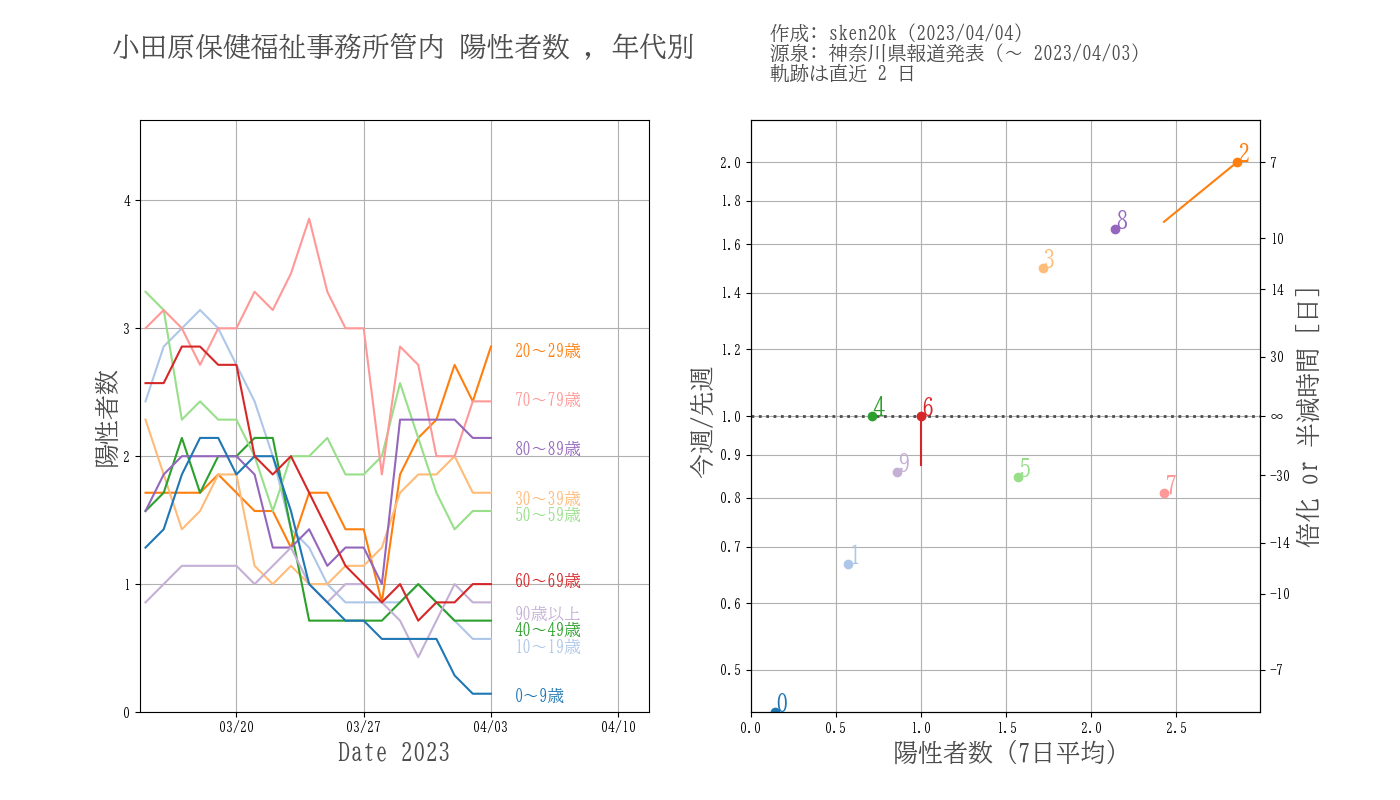 小田原保健福祉事務所管内 陽性者数 , 年代別
作成: sken20k (2023/04/04)
源泉: 神奈川県報道発表 (～ 2023/04/03)
軌跡は直近 2 日
陽性者数
4
3
2
1
0
03/20
03/27
04/03
04/10
Date 2023
20～29歳
70～79歳
80～89歳
30～39歳
50～59歳
60～69歳
90歳以上
40～49歳
10～19歳
0～9歳
今週/先週
2.0
1.8
1.6
1.4
1.2
1.0
0.9
0.8
0.7
0.6
0.5
2
8
3
4
6
9
5
7
1
0
0.0
0.5
1.0
1.5
2.0
2.5
陽性者数 (7日平均)
7
10
14
30
∞
−30
−14
−10
−7
倍化 or 半減時間 [日]